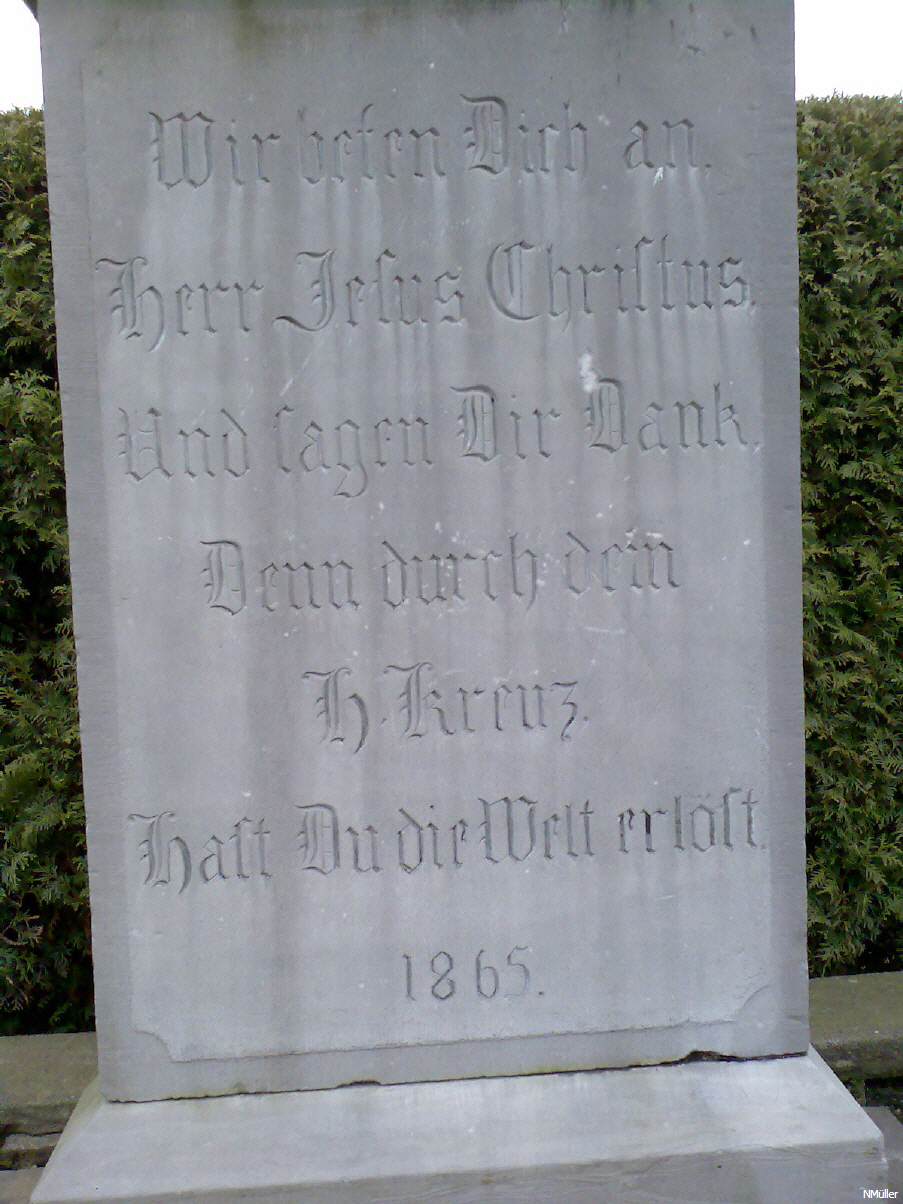 Wir beten Dich an.
Herr Jesus Christus.
Und sagen Dir Dank.
Denn durch dein
H. Kreuz.
Hast Du die Welt erlöst.
1865.
NMüller